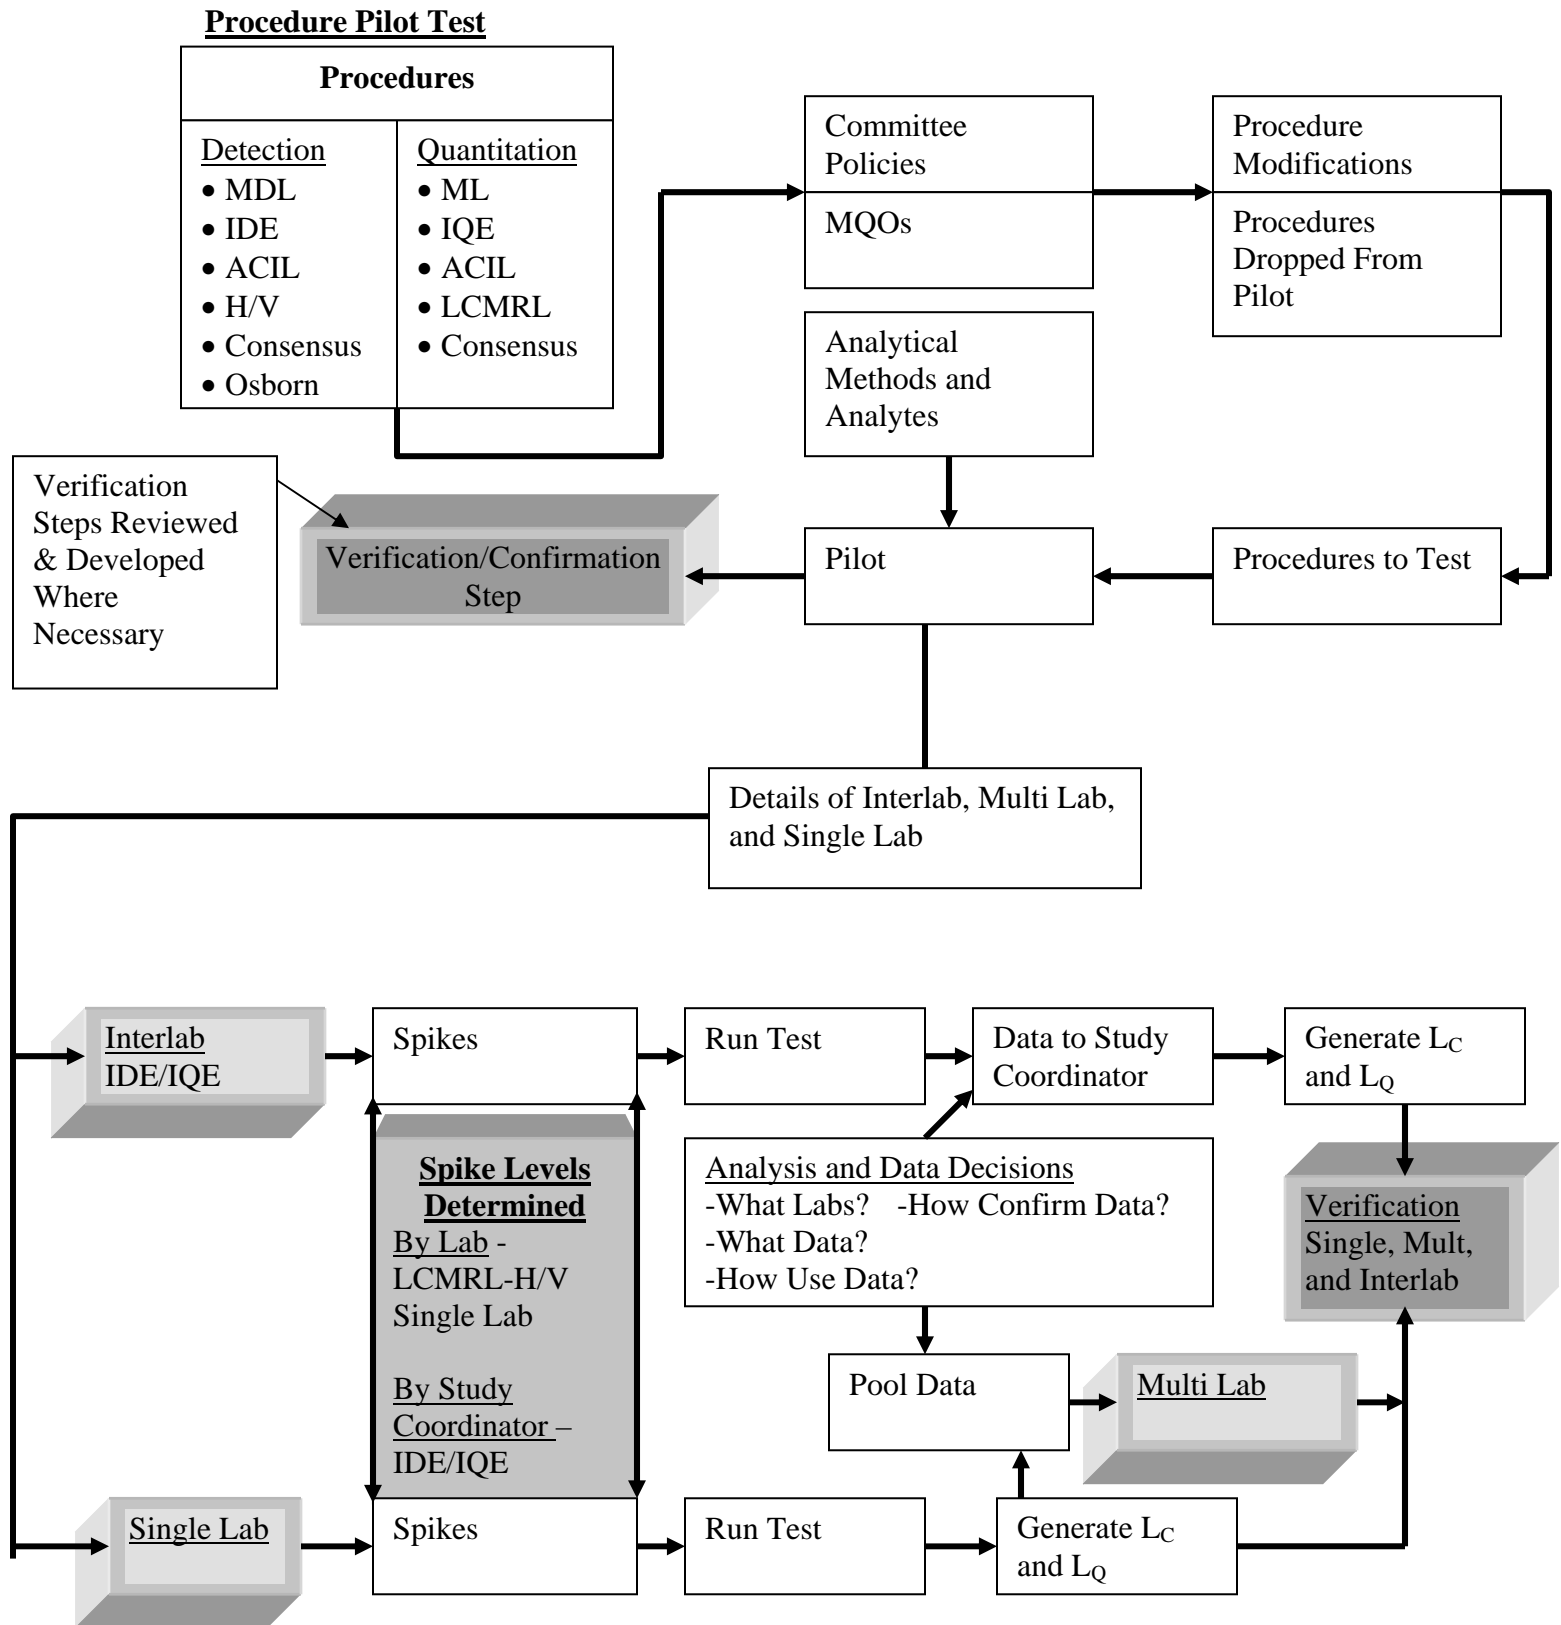 Procedure Pilot Test
Procedures
Detection
• MDL
• IDE
• ACIL
• H/V
• Consensus
• Osborn
Quantitation
• ML
• IQE
• ACIL
• LCMRL
• Consensus
Committee
Policies
MQOs
Procedure
Modifications
Procedures
Dropped From
Pilot
Analytical
Methods and
Analytes
Verification
Steps Reviewed
& Developed
Where
Necessary
Verification/Confirmation
Step
Pilot
Procedures to Test
Details of Interlab, Multi Lab,
and Single Lab
Interlab
IDE/IQE
Spikes
Run Test
Data to Study
Coordinator
Generate LC
and LQ
Spike Levels
Determined
By Lab -
LCMRL-H/V
Single Lab
By Study
Coordinator –
IDE/IQE
Analysis and Data Decisions
-What Labs? -How Confirm Data?
-What Data?
-How Use Data?
Verification
Single, Mult,
and Interlab
Pool Data
Multi Lab
Single Lab
Spikes
Run Test
Generate LC
and LQ